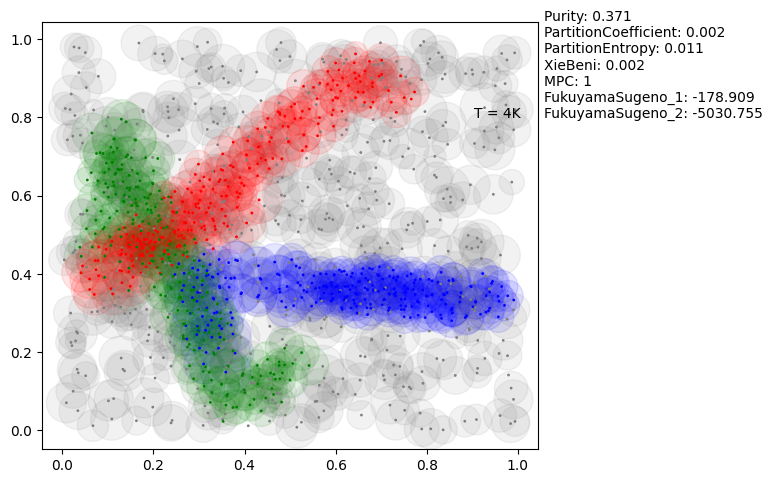 Purity: 0.371
PartitionCoefficient: 0.002
PartitionEntropy: 0.011
XieBeni: 0.002
MPC: 1
FukuyamaSugeno_1: -178.909
FukuyamaSugeno_2: -5030.755
T*= 4K
1.0
0.8
0.6
0.4
0.2
0.0
0.0 0.2 0.4 0.6 0.8 1.0